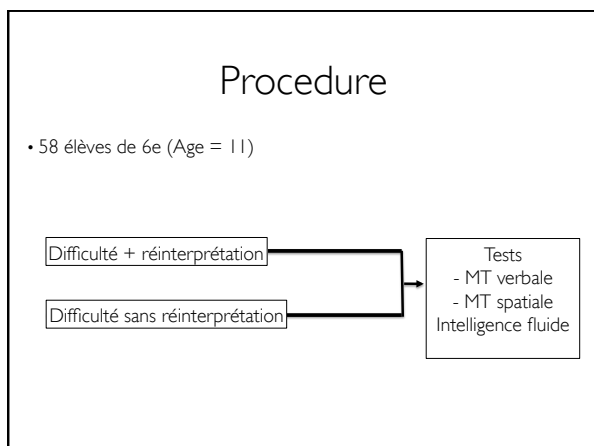 Procedure
• 58 élèves de 6e (Age = 11)
Difficulté + réinterprétation
Difficulté sans réinterprétation
Tests
- MT verbale
- MT spatiale
Intelligence fluide